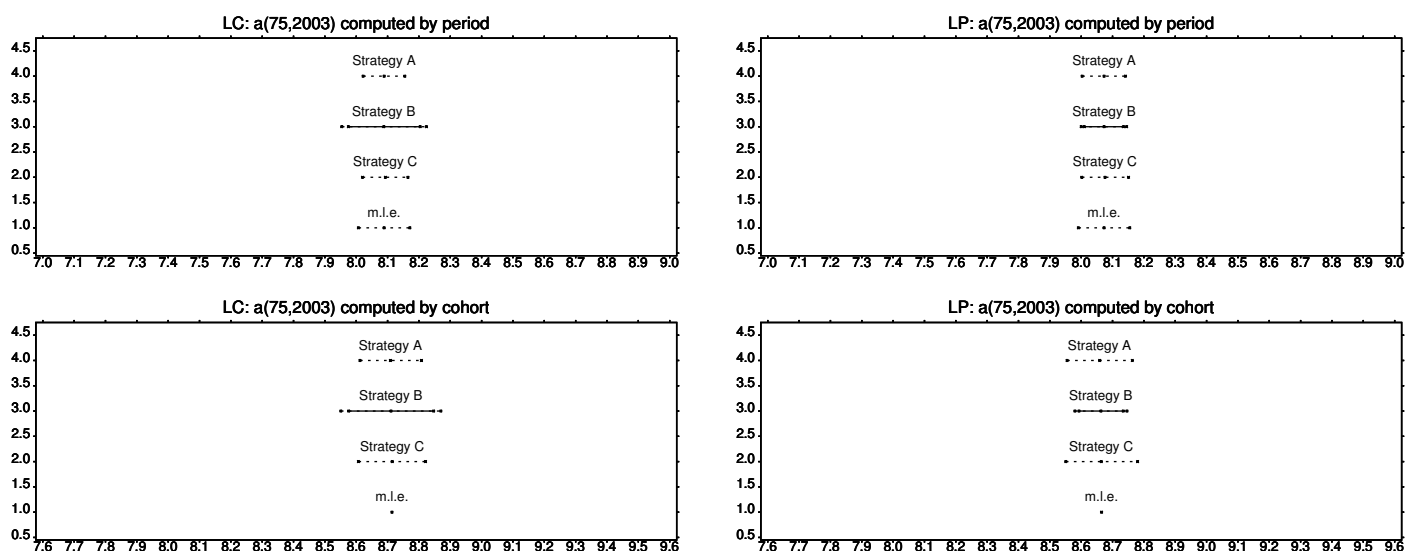 LC: a(75,2003) computed by period
4.5
4.0
3.5
3.0
2.5
2.0
1.5
1.0
0.5
Strategy A
Strategy B
Strategy C
m.l.e.
7.0 7.1 7.2 7.3 7.4 7.5 7.6 7.7 7.8 7.9 8.0 8.1 8.2 8.3 8.4 8.5 8.6 8.7 8.8 8.9 9.0
LP: a(75,2003) computed by period
4.5
4.0
3.5
3.0
2.5
2.0
1.5
1.0
0.5
Strategy A
Strategy B
Strategy C
m.l.e.
7.0 7.1 7.2 7.3 7.4 7.5 7.6 7.7 7.8 7.9 8.0 8.1 8.2 8.3 8.4 8.5 8.6 8.7 8.8 8.9 9.0
LC: a(75,2003) computed by cohort
4.5
4.0
3.5
3.0
2.5
2.0
1.5
1.0
0.5
Strategy A
Strategy B
Strategy C
m.l.e.
7.6 7.7 7.8 7.9 8.0 8.1 8.2 8.3 8.4 8.5 8.6 8.7 8.8 8.9 9.0 9.1 9.2 9.3 9.4 9.5 9.6
LP: a(75,2003) computed by cohort
4.5
4.0
3.5
3.0
2.5
2.0
1.5
1.0
0.5
Strategy A
Strategy B
Strategy C
m.l.e.
7.6 7.7 7.8 7.9 8.0 8.1 8.2 8.3 8.4 8.5 8.6 8.7 8.8 8.9 9.0 9.1 9.2 9.3 9.4 9.5 9.6